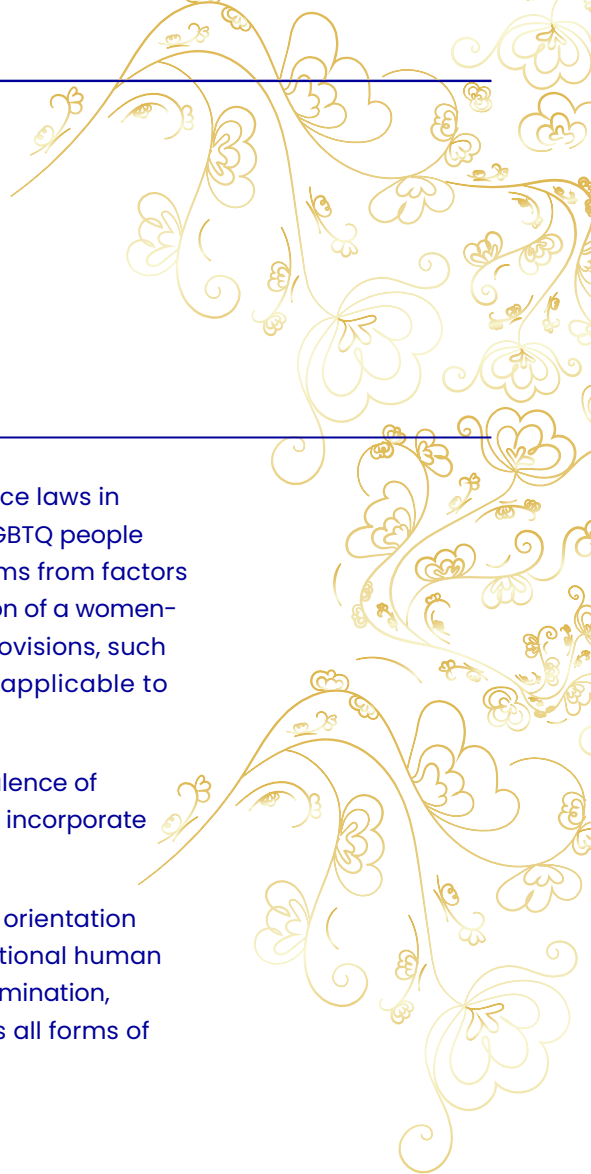 ce laws in
GBTQ people
ms from factors
on of a women-
ovisions, such
applicable to
lence of
incorporate
orientation
tional human
mination,
s all forms of